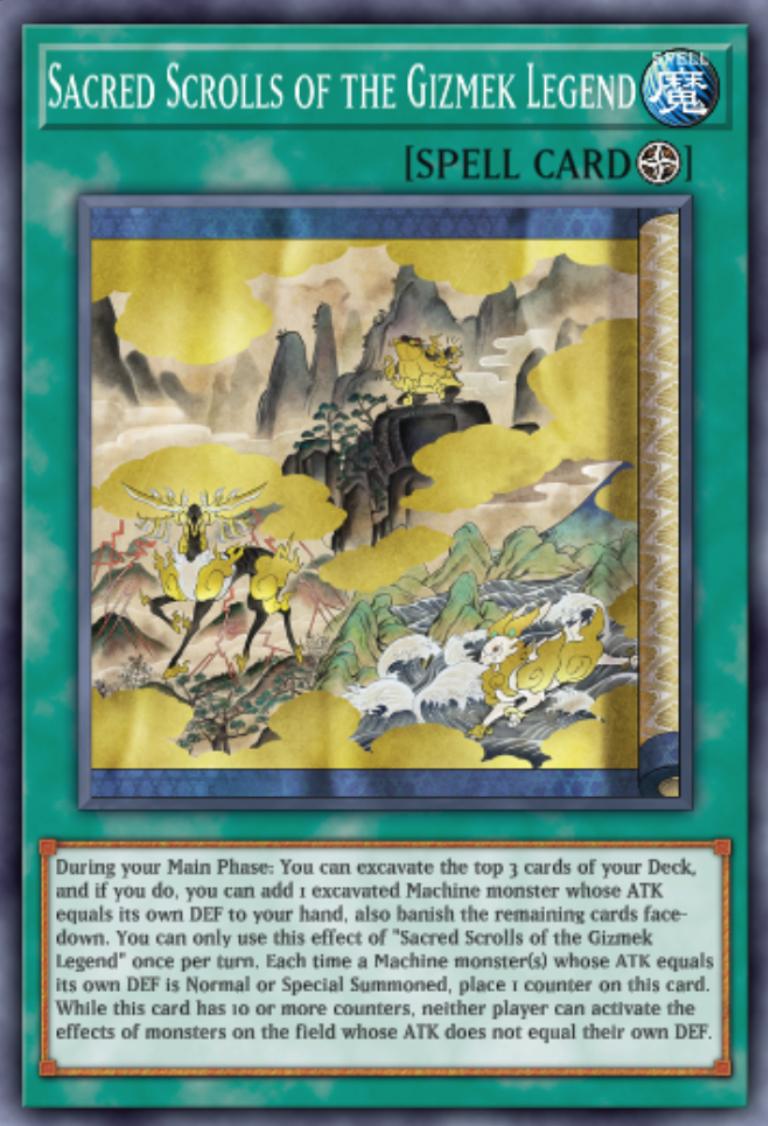 SACRED SCROLLS OF THE GIZMEK LEGEND
SPELL
魔
[SPELL CARD]
During your Main Phase: You can excavate the top 3 cards of your Deck,
and if you do, you can add 1 excavated Machine monster whose ATK
equals its own DEF to your hand, also banish the remaining cards face-
down. You can only use this effect of "Sacred Scrolls of the Gizmek
Legend" once per turn. Each time a Machine monster(s) whose ATK equals
its own DEF is Normal or Special Summoned, place 1 counter on this card.
While this card has 10 or more counters, neither player can activate the
effects of monsters on the field whose ATK does not equal their own DEF.